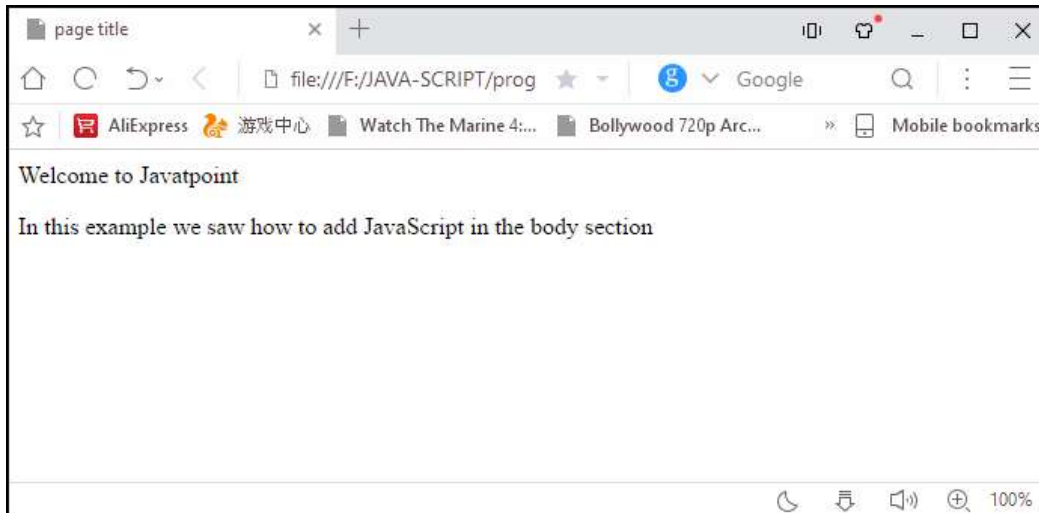 page title
file:///F:/JAVA-SCRIPT/prog
Google
AliExpress 游戏中心 Watch The Marine 4:... Bollywood 720p Arc... » Mobile bookmarks
Welcome to Javatpoint
In this example we saw how to add JavaScript in the body section
100%